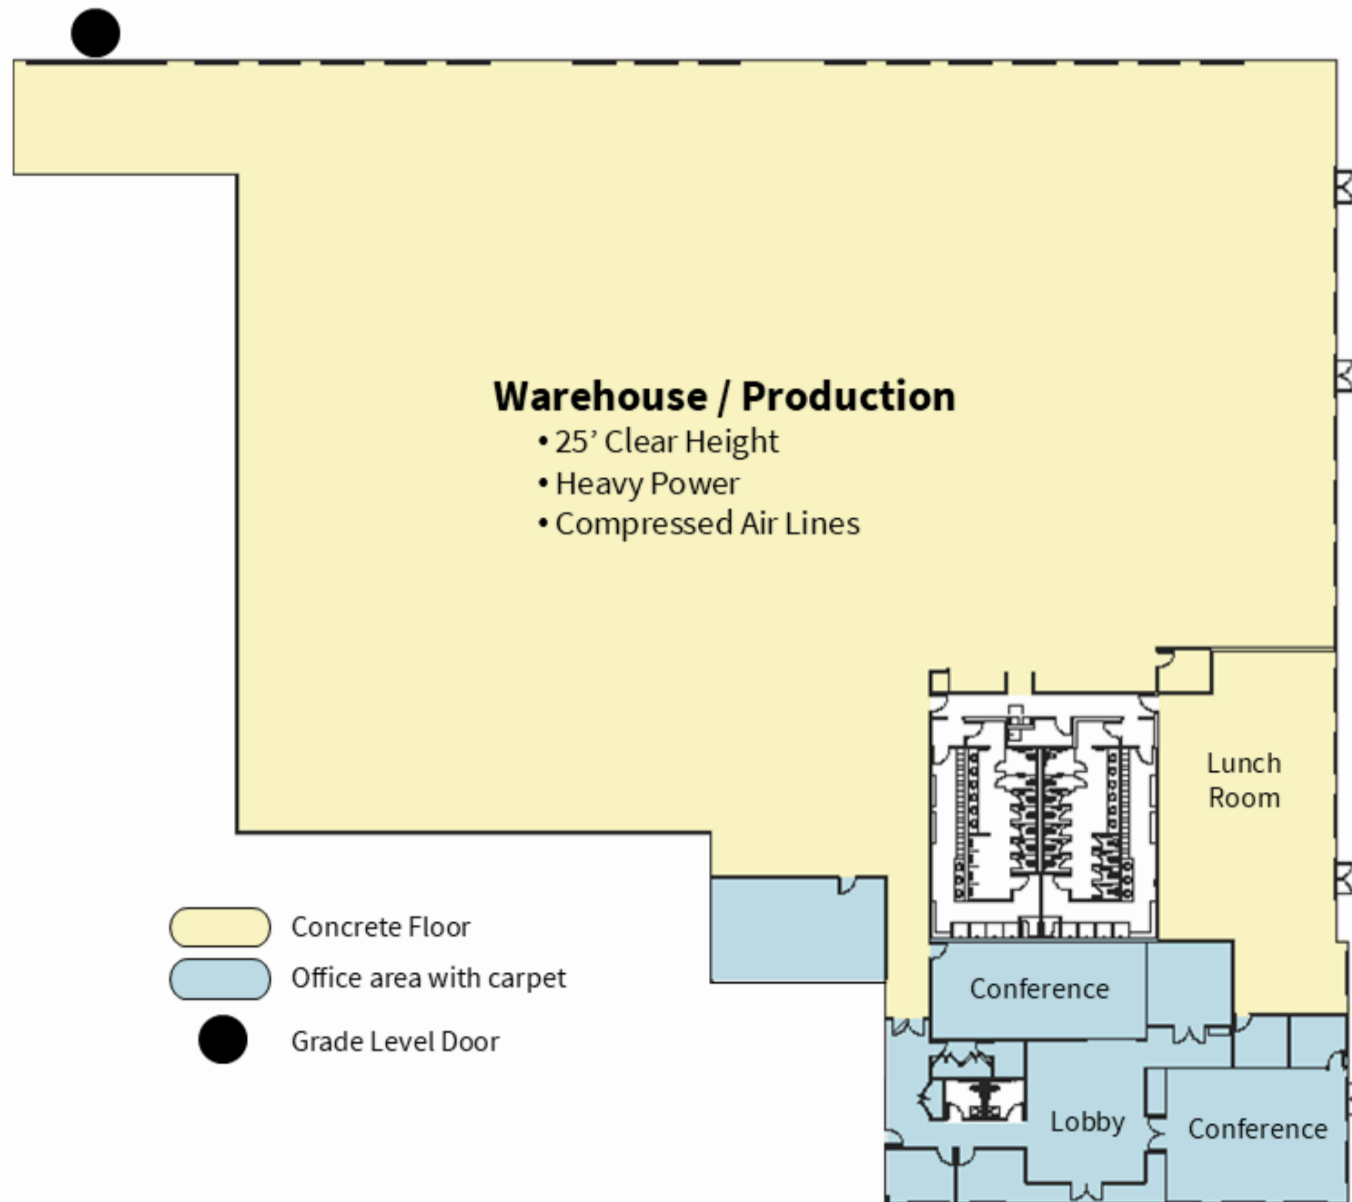 Warehouse / Production
• 25’ Clear Height
• Heavy Power
• Compressed Air Lines
Lunch
Room
Concrete Floor
Office area with carpet
Grade Level Door
Conference
Lobby
Conference